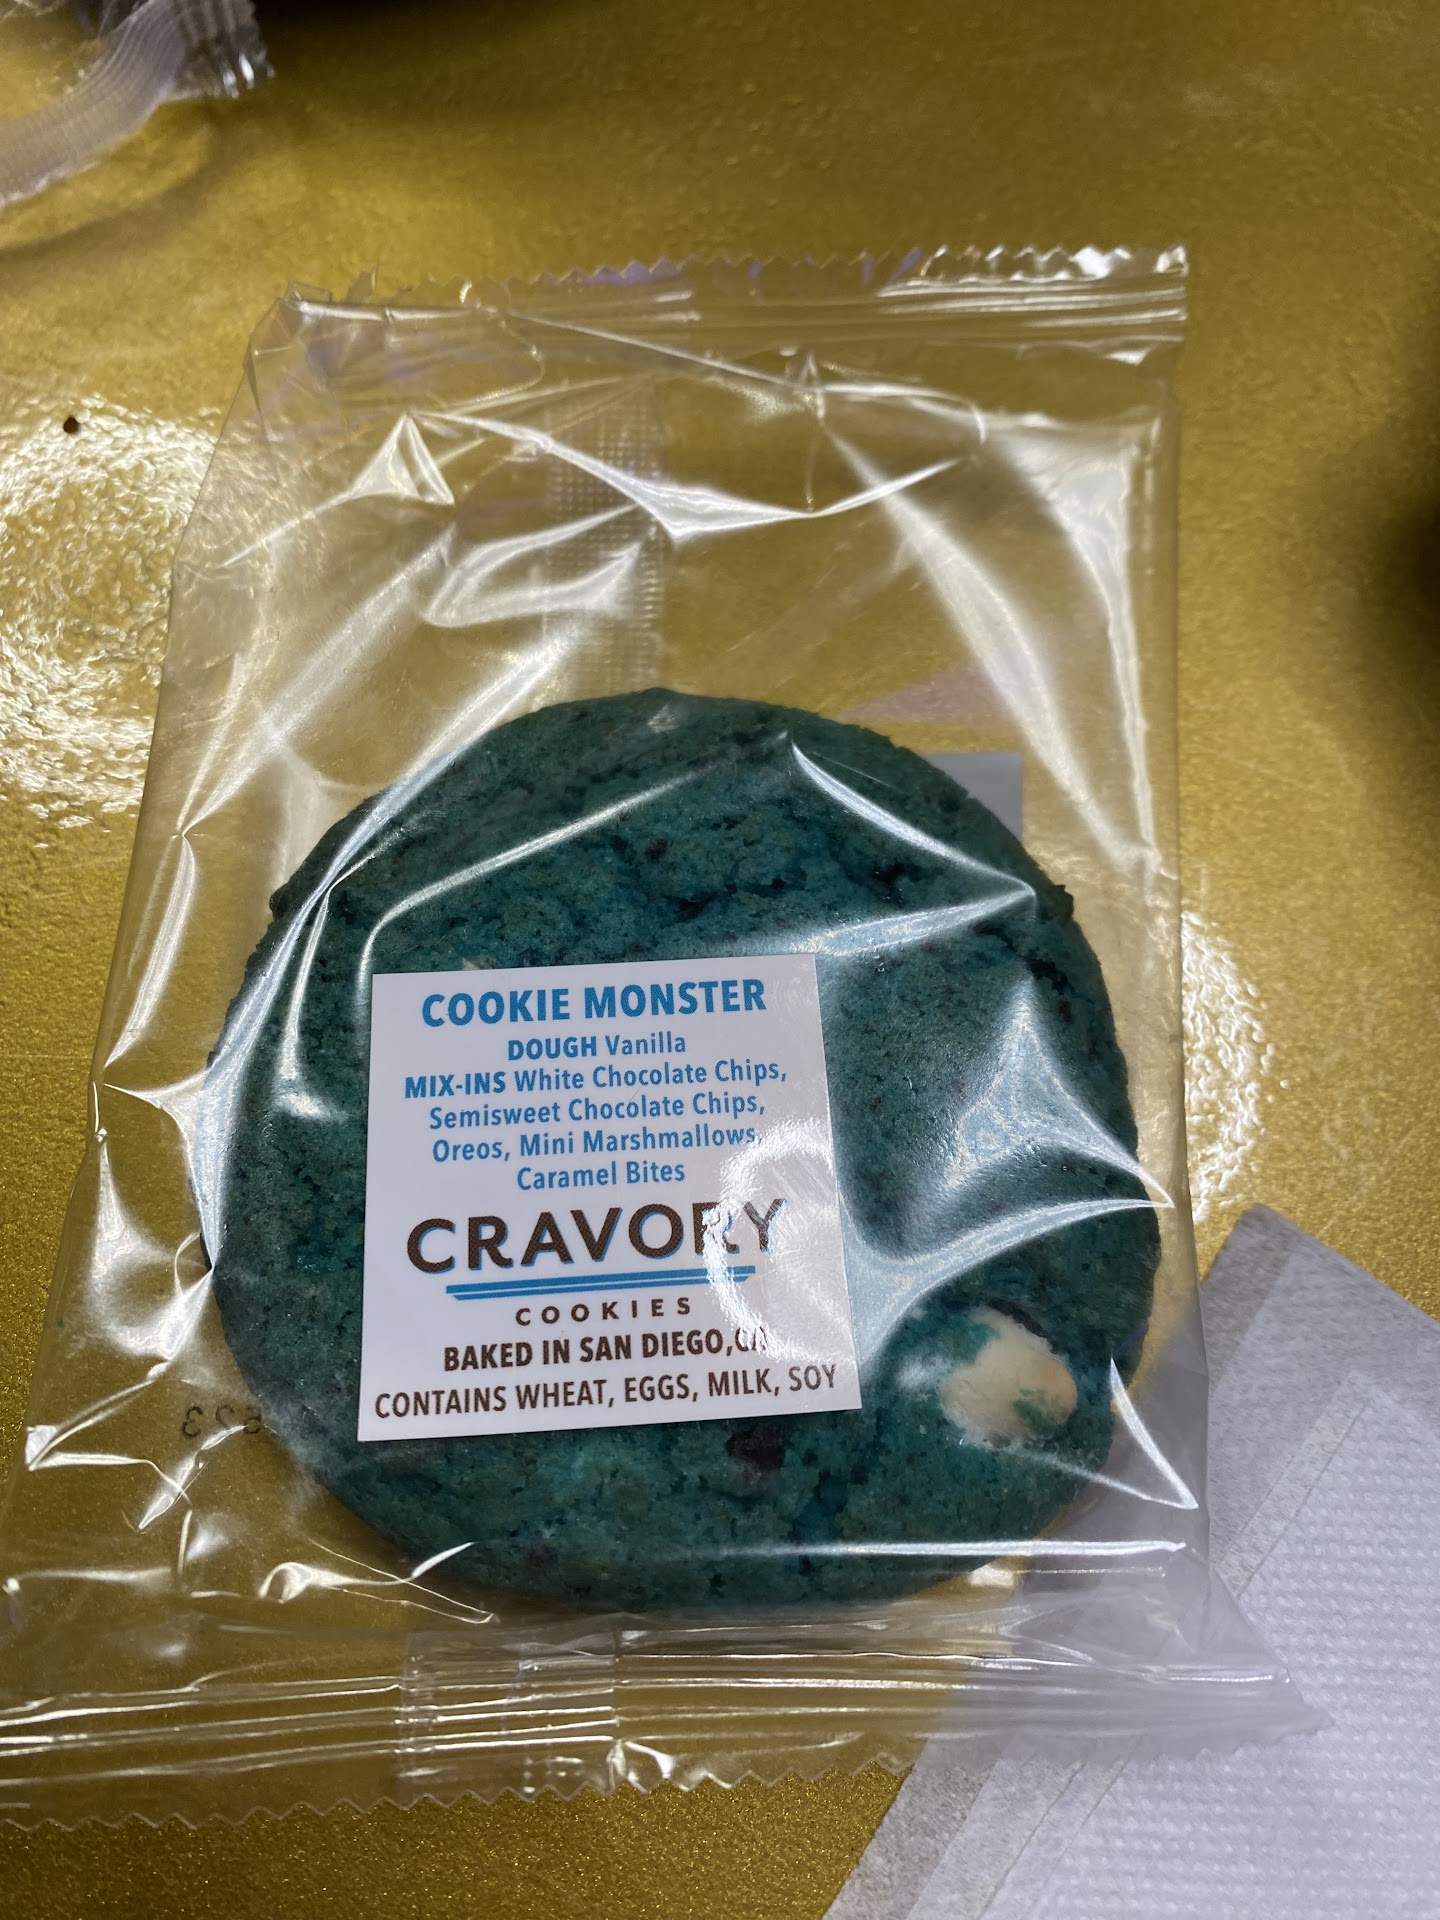 COOKIE MONSTER
DOUGH Vanilla
MIX-INS White Chocolate Chips,
Semisweet Chocolate Chips,
Oreos, Mini Marshmallows,
Caramel Bites
CRAVORY
COOKIES
BAKED IN SAN DIEGO, CA
CONTAINS WHEAT, EGGS, MILK, SOY